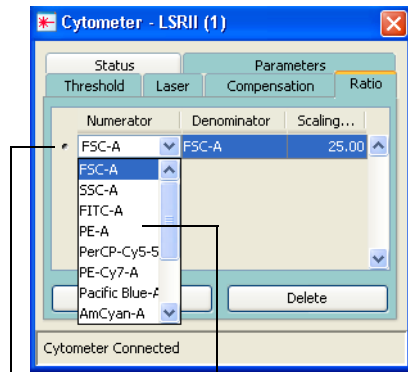 Cytometer - LSRII (1)
Status Parameters
Threshold Laser Compensation Ratio
Numerator Denominator Scaling...
FSC-A FSC-A 25.00
FSC-A
SSC-A
FITC-A
PE-A
PerCP-Cy5-5
PE-Cy7-A
Pacific Blue-A
AmCyan-A
Delete
Cytometer Connected